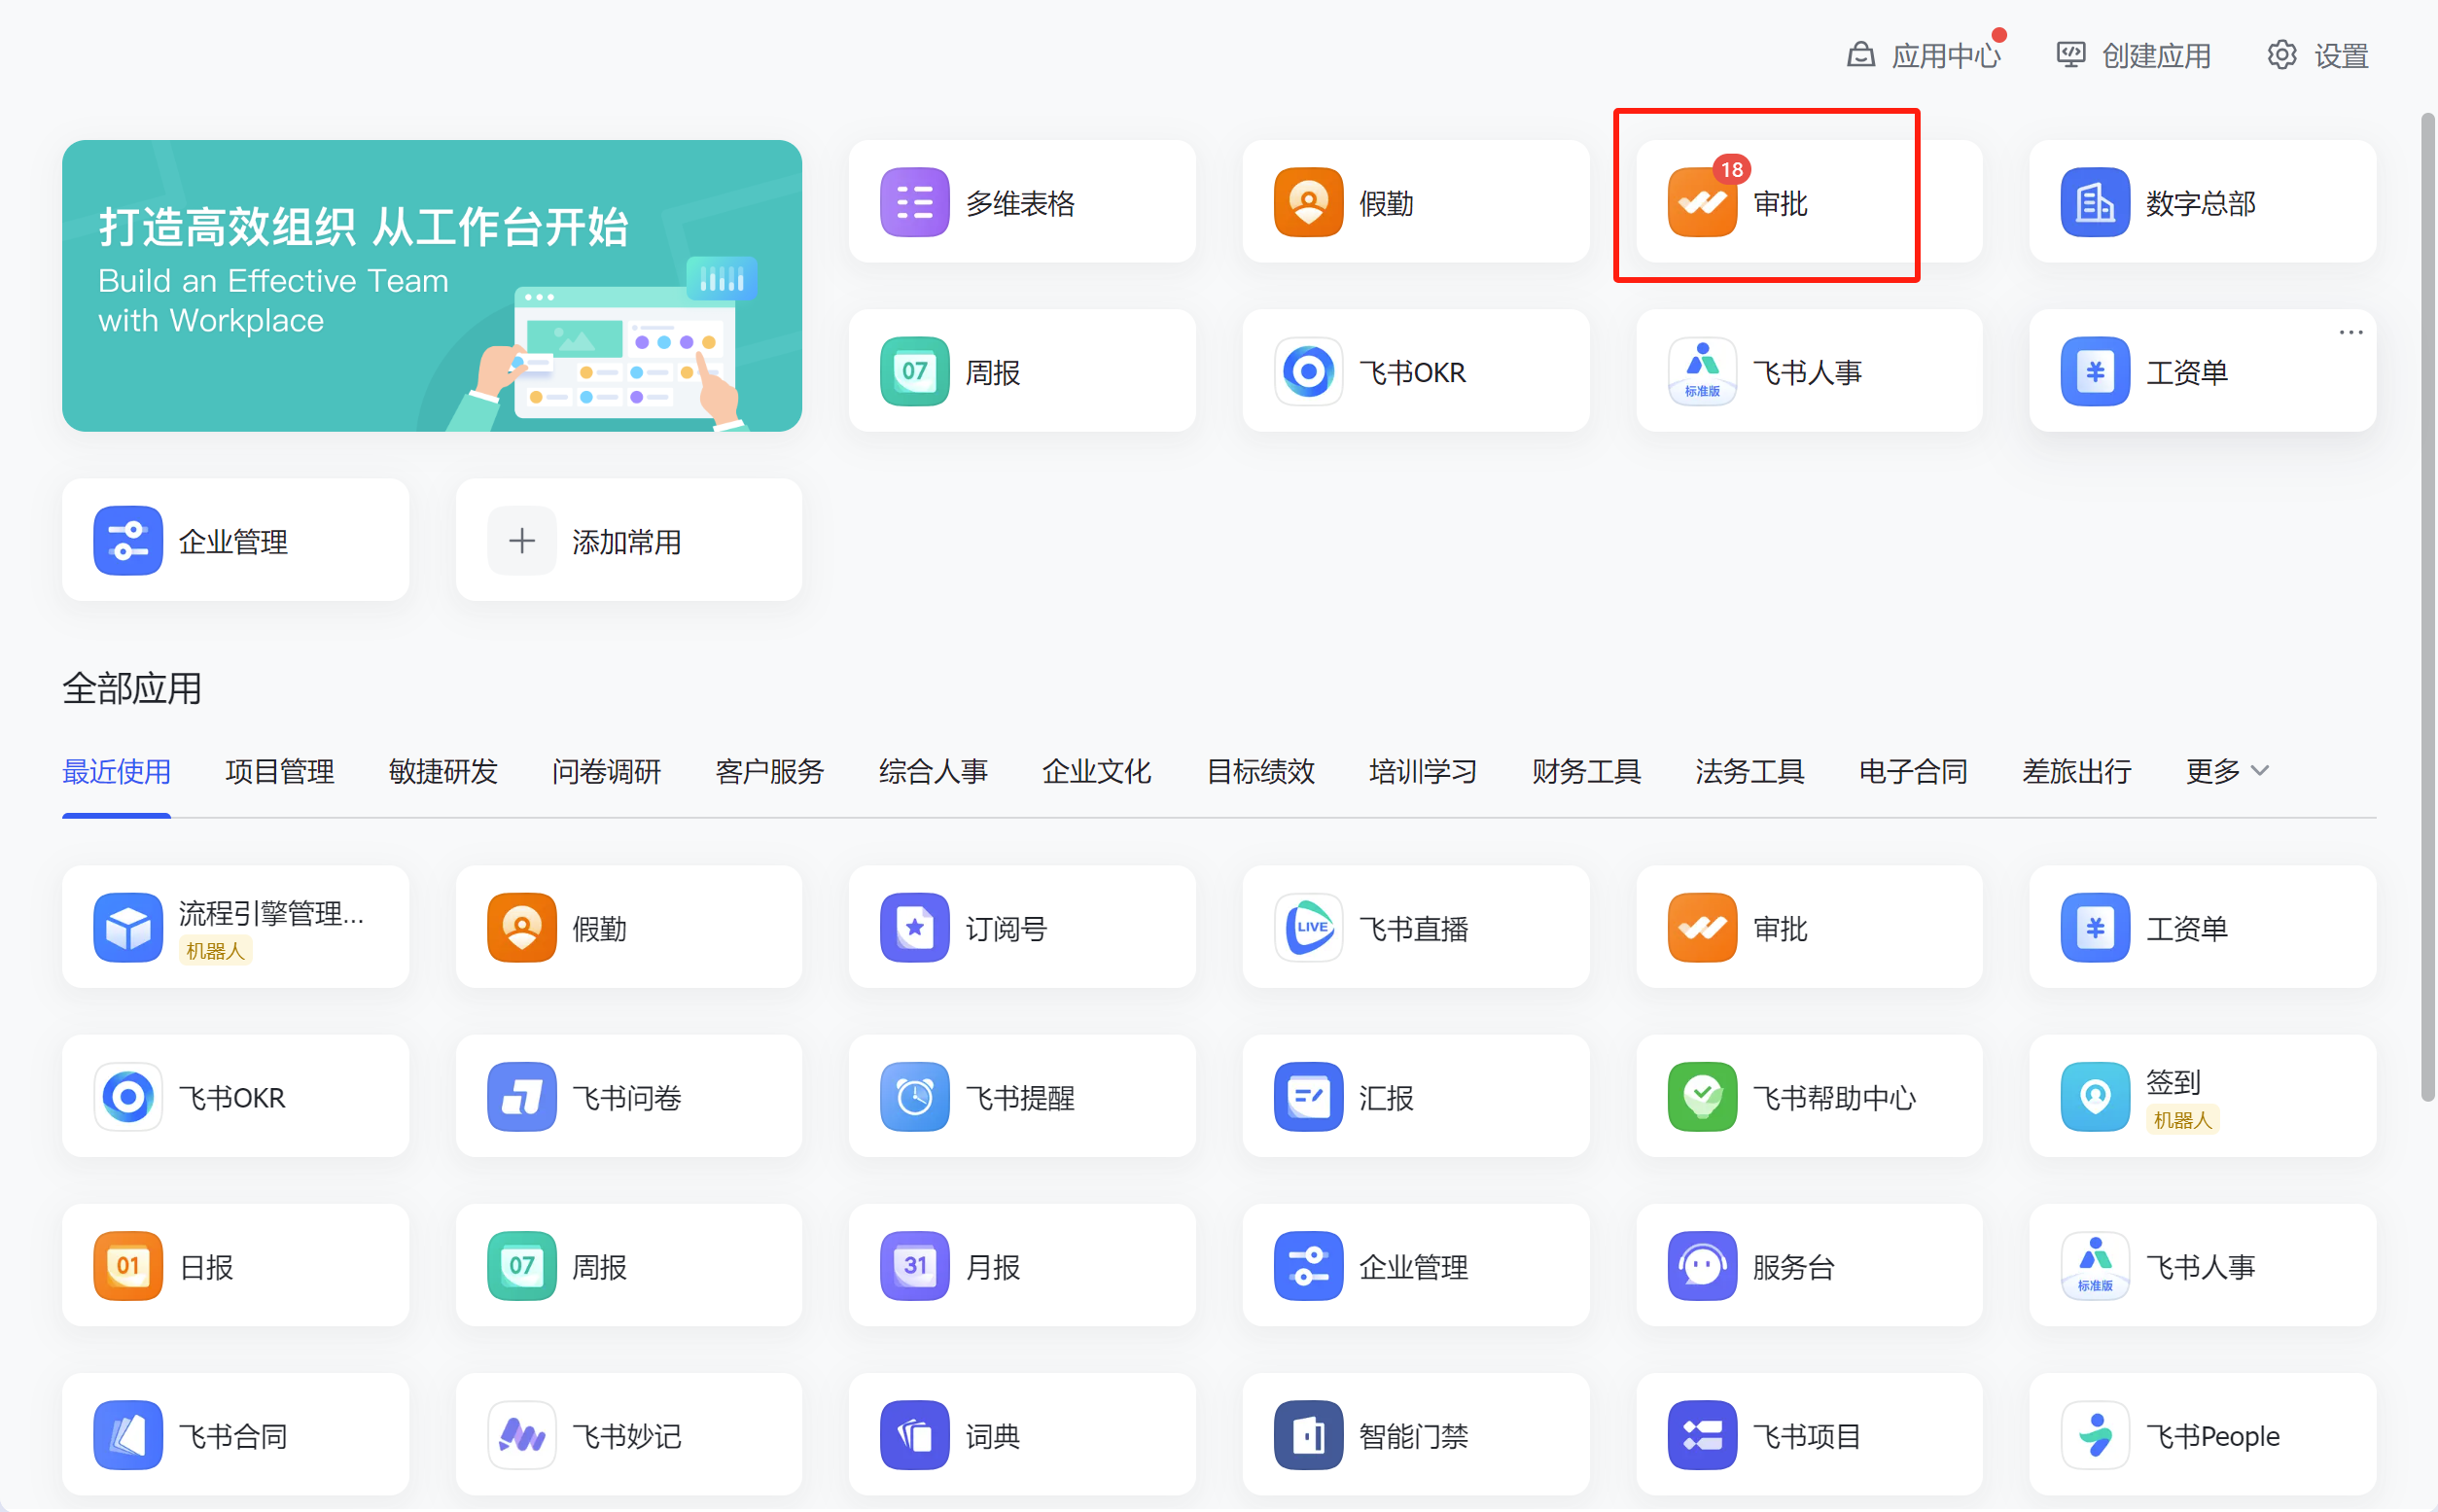 应用中心
创建应用
设置
打造高效组织 从工作台开始
Build an Effective Team
with Workplace
多维表格
假勤
18
审批
数字总部
07
周报
飞书OKR
标准版
飞书人事
¥
工资单
企业管理
添加常用
全部应用
最近使用
项目管理
敏捷研发
问卷调研
客户服务
综合人事
企业文化
目标绩效
培训学习
财务工具
法务工具
电子合同
差旅出行
更多
流程引擎管理...
机器人
假勤
订阅号
LIVE
飞书直播
审批
¥
工资单
飞书OKR
飞书问卷
飞书提醒
汇报
飞书帮助中心
签到
机器人
01
日报
07
周报
31
月报
企业管理
服务台
标准版
飞书人事
飞书合同
飞书妙记
词典
智能门禁
飞书项目
飞书People